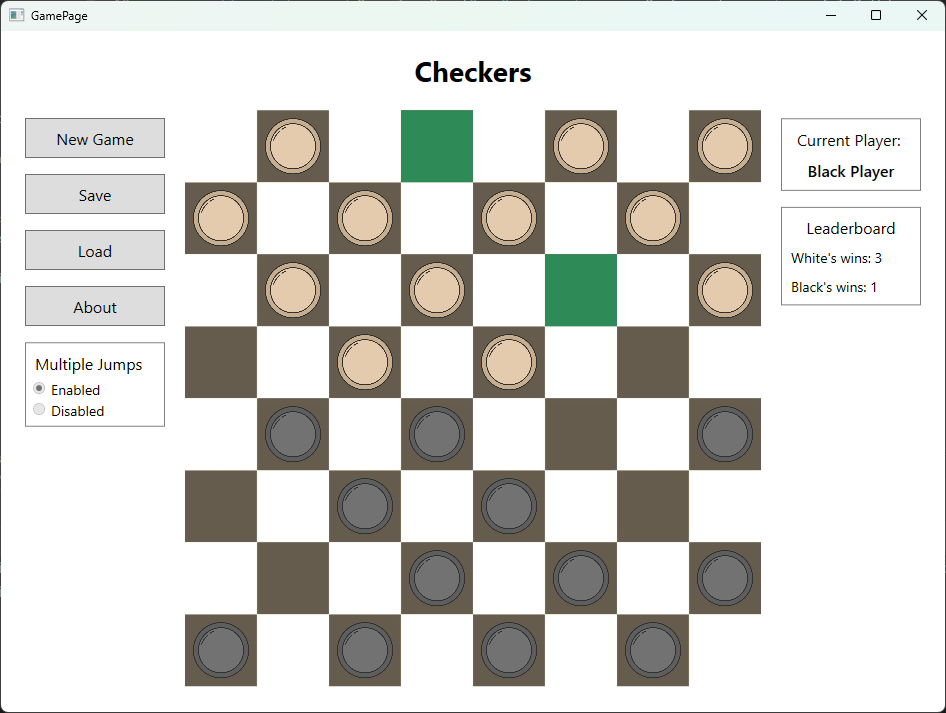 GamePage
Checkers
New Game
Save
Load
About
Multiple Jumps
Enabled
Disabled
Current Player:
Black Player
Leaderboard
White's wins: 3
Black's wins: 1